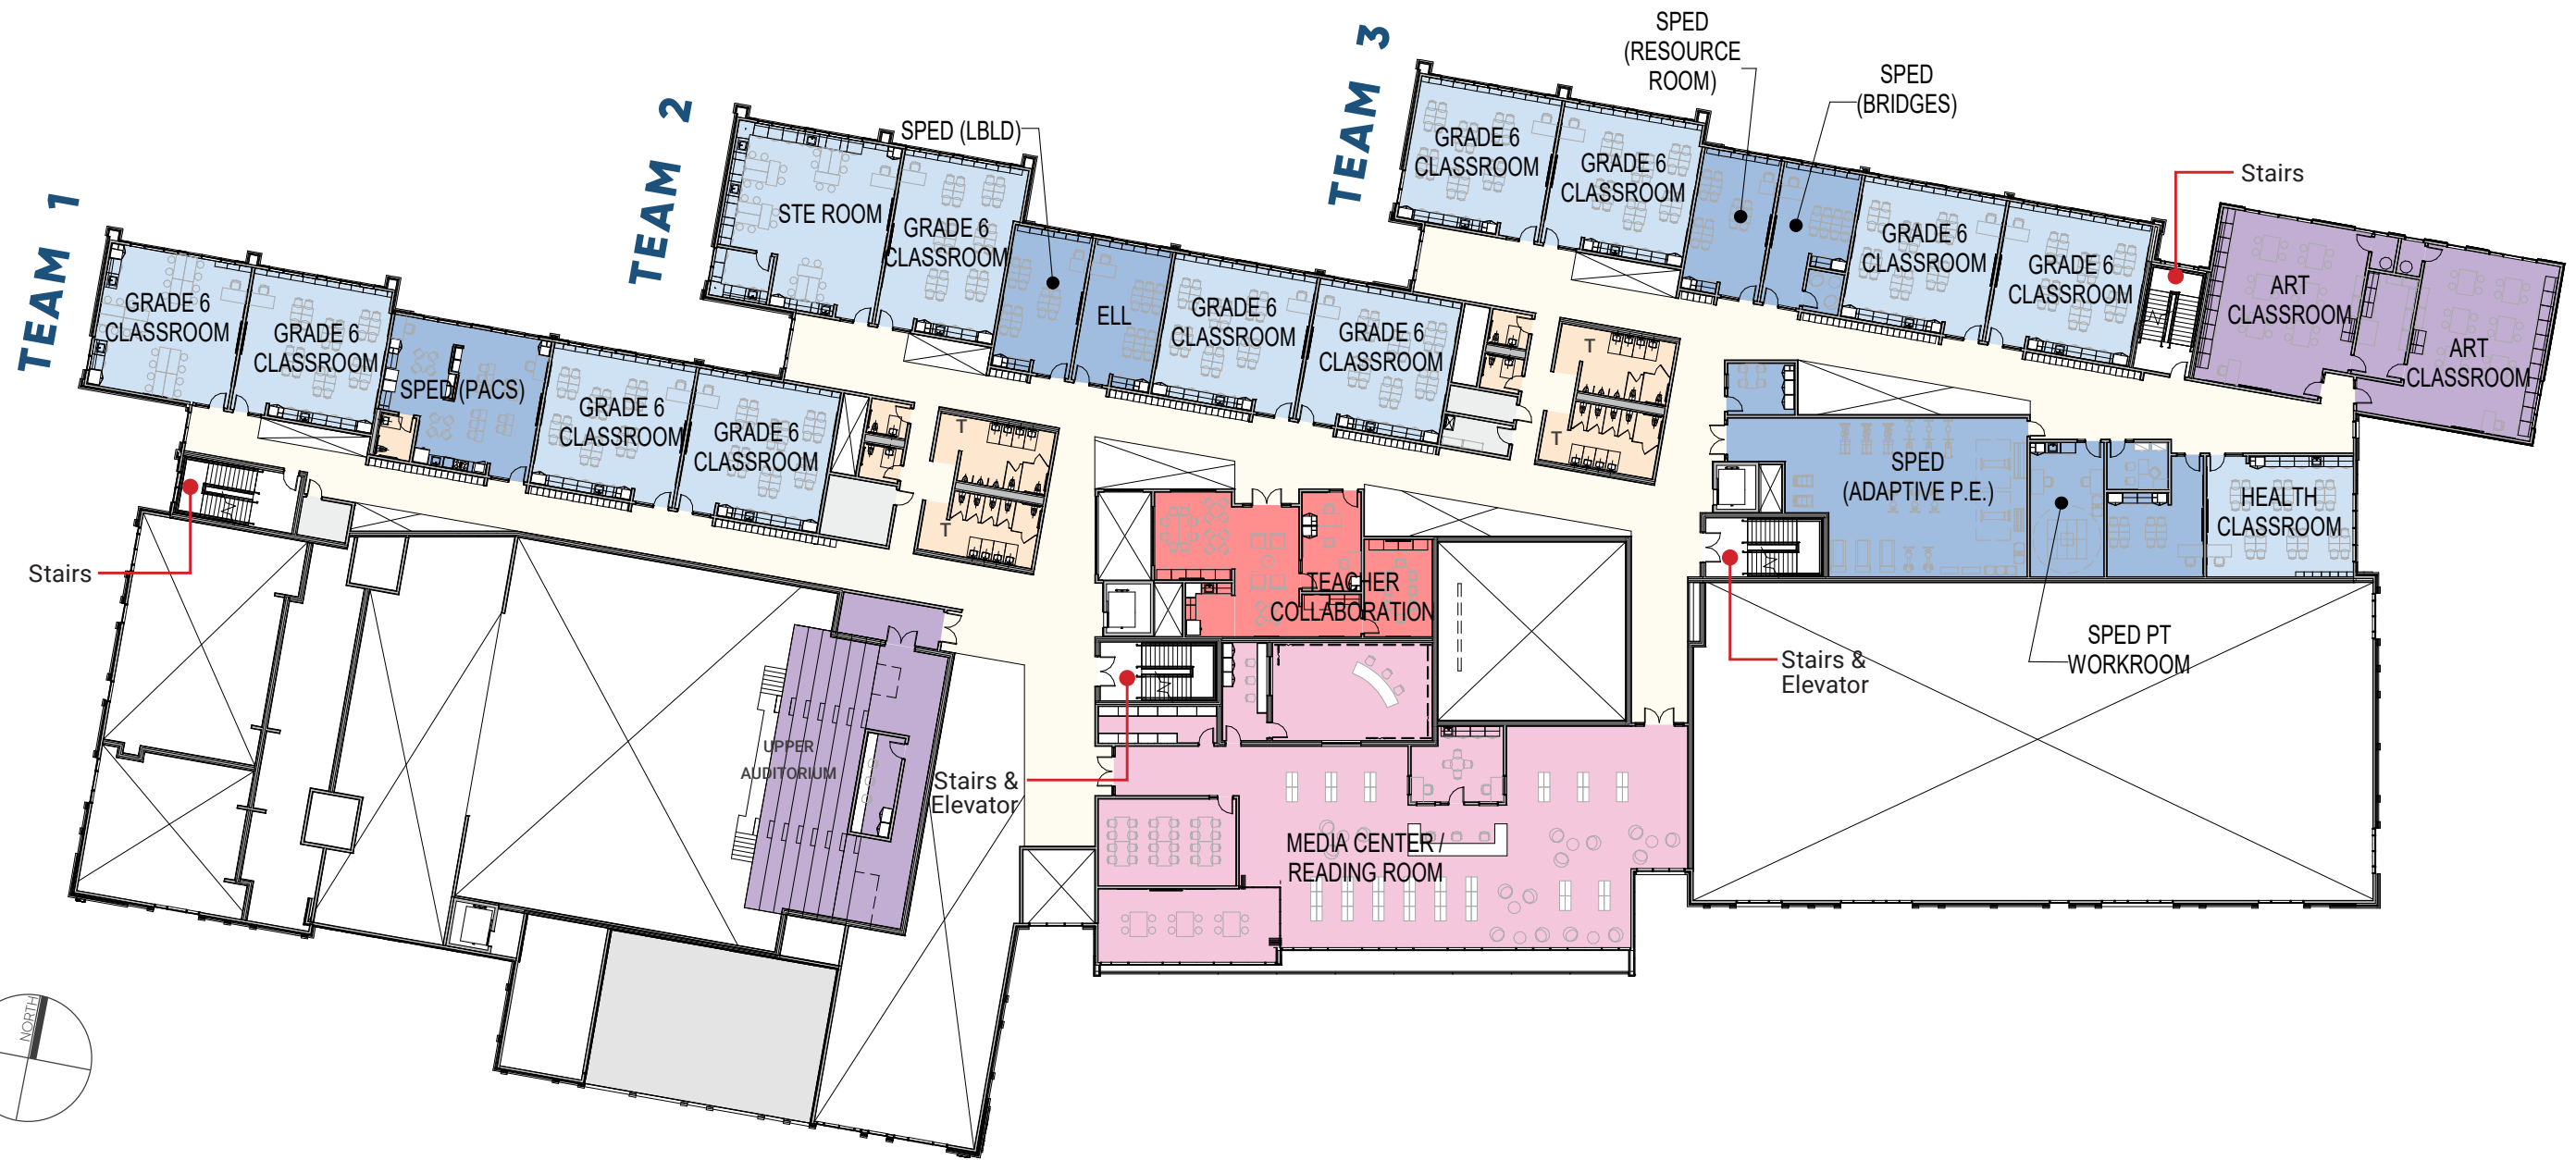 TEAM 1
GRADE 6
CLASSROOM
GRADE 6
CLASSROOM
SPED (PACS)
GRADE 6
CLASSROOM
GRADE 6
CLASSROOM
Stairs
T
T
TEAM 2
STE ROOM
SPED (LBLD)
GRADE 6
CLASSROOM
ELL
GRADE 6
CLASSROOM
GRADE 6
CLASSROOM
T
T
TEAM 3
GRADE 6
CLASSROOM
GRADE 6
CLASSROOM
SPED
(RESOURCE
ROOM)
SPED
(BRIDGES)
GRADE 6
CLASSROOM
GRADE 6
CLASSROOM
Stairs
ART
CLASSROOM
ART
CLASSROOM
SPED
(ADAPTIVE P.E.)
HEALTH
CLASSROOM
SPED PT
WORKROOM
Stairs &
Elevator
TEACHER
COLLABORATION
UPPER
AUDITORIUM
Stairs &
Elevator
MEDIA CENTER /
READING ROOM
NORTH